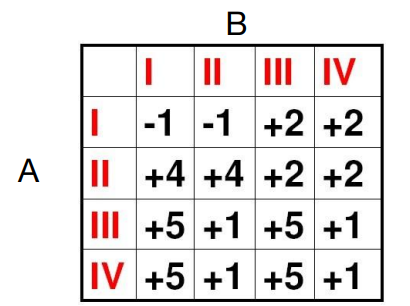 B
I II III IV
A
I -1 -1 +2 +2
II +4 +4 +2 +2
III +5 +1 +5 +1
IV +5 +1 +5 +1